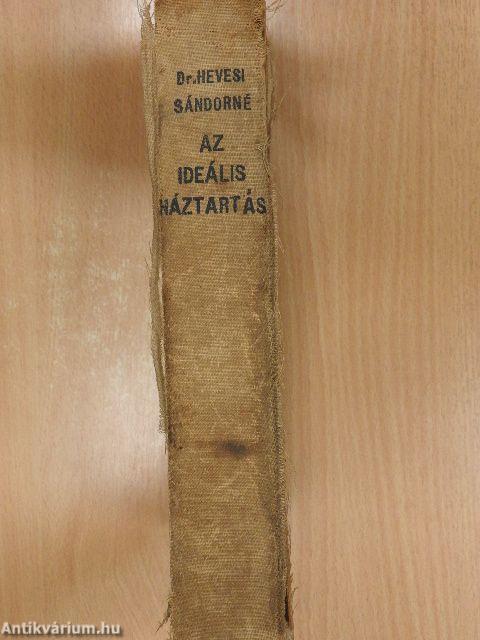 Dr.HEVESI
SÁNDORNÉ
AZ
IDEÁLIS
HÁZTARTÁS
Antikvárium.hu